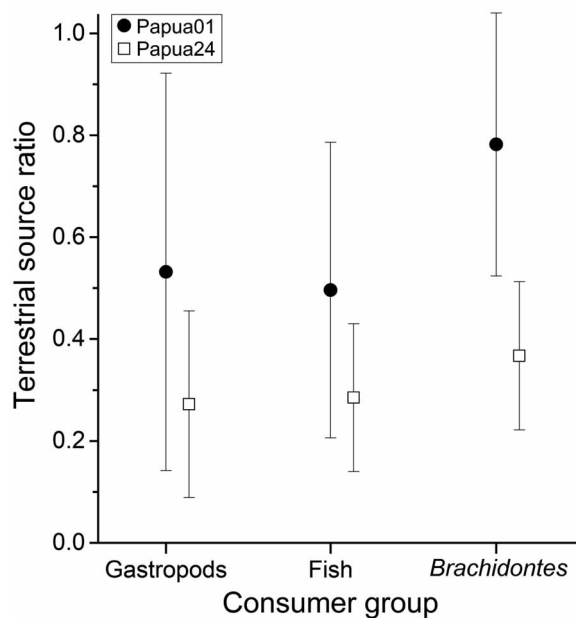 Papua01
Papua24
Terrestrial source ratio
1.0
0.8
0.6
0.4
0.2
0.0
Gastropods Fish Brachidontes
Consumer group